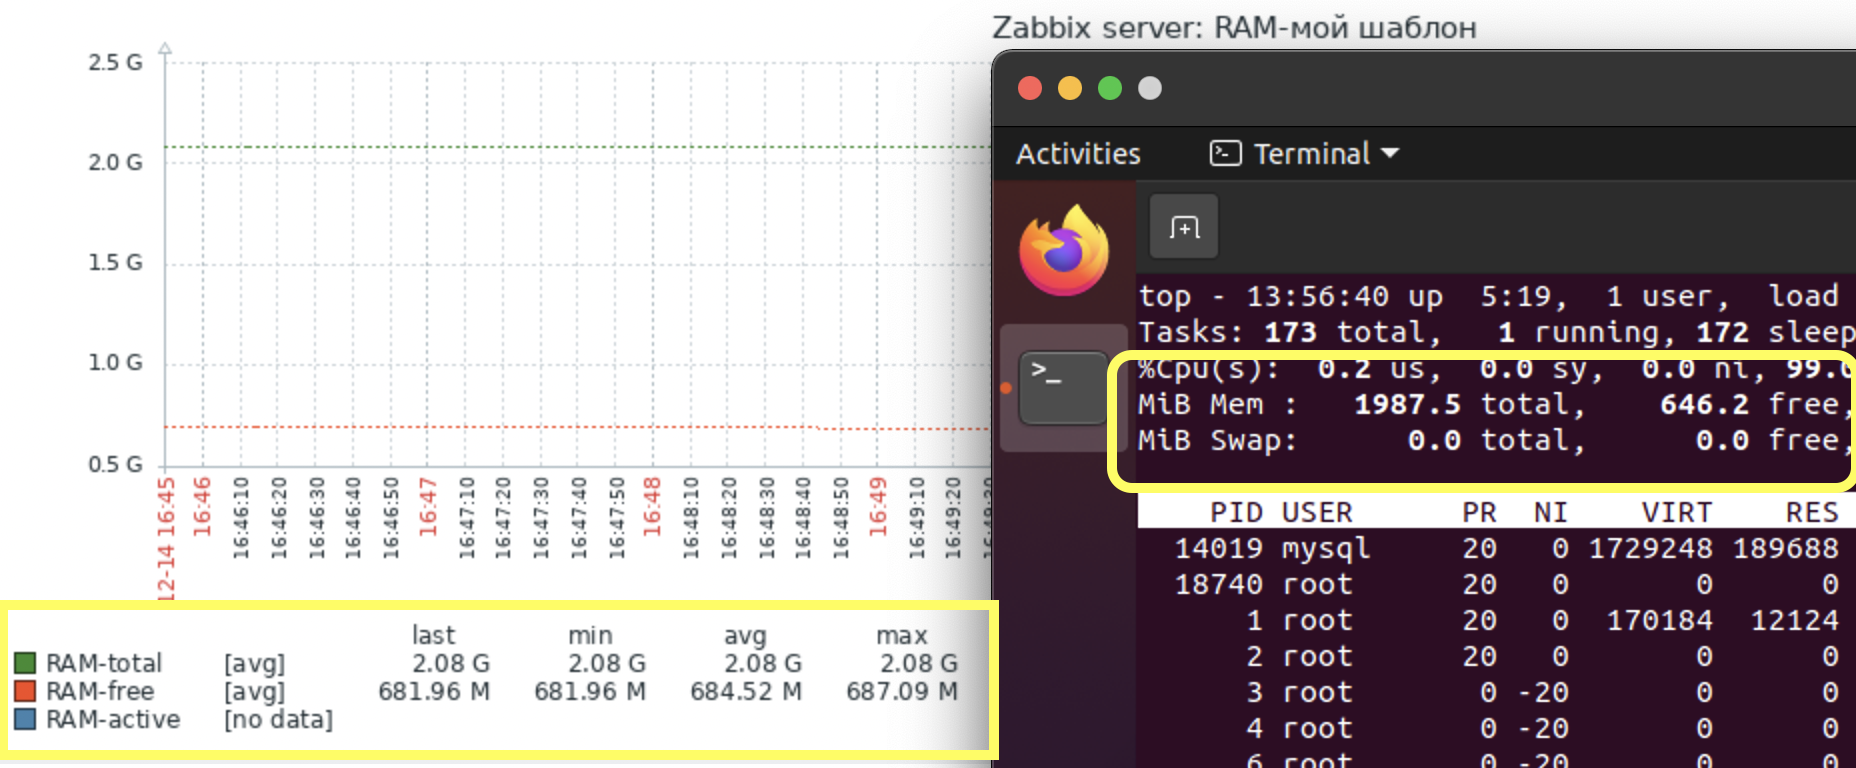 Zabbix server: RAM-мой шаблон
2.5 G
2.0 G
1.5 G
1.0 G
0.5 G
12-14 16:45
16:46
16:46:10
16:46:20
16:46:30
16:46:40
16:46:50
16:47
16:47:10
16:47:20
16:47:30
16:47:40
16:47:50
16:48
16:48:10
16:48:20
16:48:30
16:48:40
16:48:50
16:49
16:49:10
16:49:20
last min avg max
RAM-total [avg] 2.08 G 2.08 G 2.08 G 2.08 G
RAM-free [avg] 681.96 M 681.96 M 684.52 M 687.09 M
RAM-active [no data]
Activities Terminal
>_
top - 13:56:40 up 5:19, 1 user, load
Tasks: 173 total, 1 running, 172 sleep
%Cpu(s): 0.2 us, 0.0 sy, 0.0 ni, 99.0
MiB Mem : 1987.5 total, 646.2 free,
MiB Swap: 0.0 total, 0.0 free,
PID USER PR NI VIRT RES
14019 mysql 20 0 1729248 189688
18740 root 20 0 0 0
1 root 20 0 170184 12124
2 root 20 0 0 0
3 root 0 -20 0 0
4 root 0 -20 0 0
6 root 0 -20 0 0